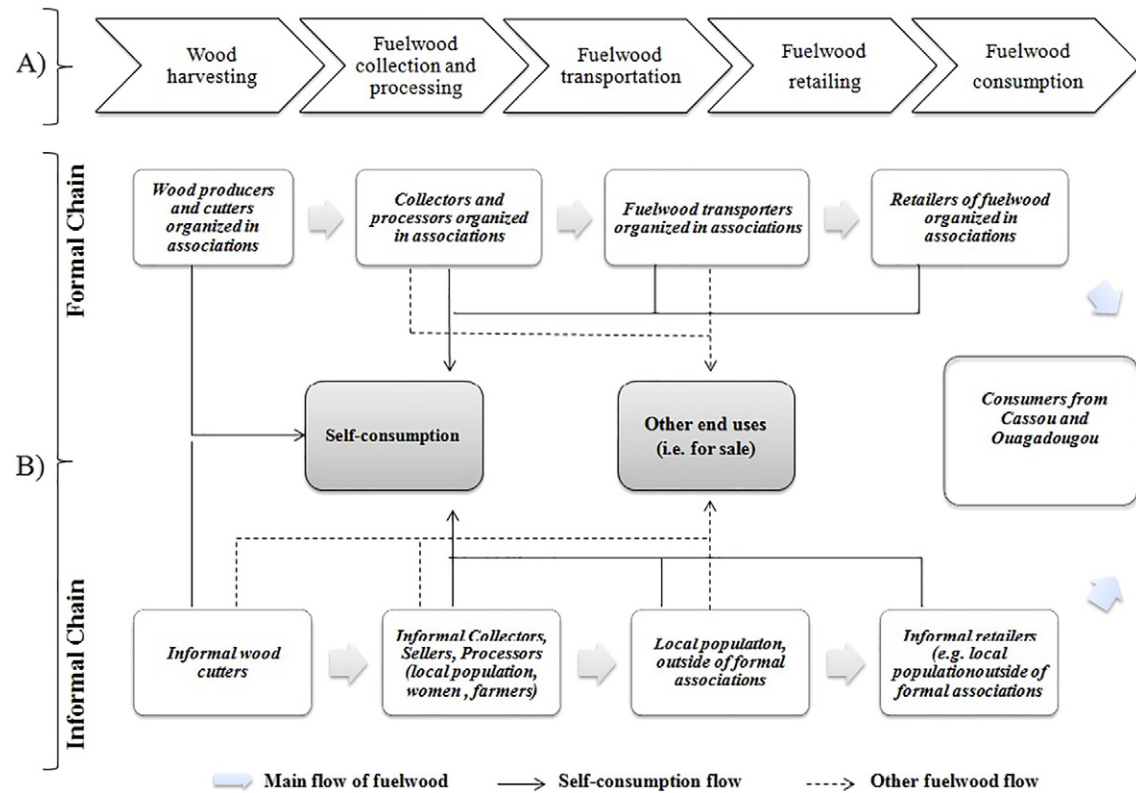 A)
Wood
harvesting
Fuelwood
collection and
processing
Fuelwood
transportation
Fuelwood
retailing
Fuelwood
consumption
B)
Formal Chain
Wood producers
and cutters
organized in
associations
Collectors and
processors organized
in associations
Fuelwood transporters
organized in associations
Retailers of fuelwood
organized in
associations
Self-consumption
Other end uses
(i.e. for sale)
Consumers from
Cassou and
Ouagadougou
Informal Chain
Informal wood
cutters
Informal Collectors,
Sellers, Processors
(local population,
women , farmers)
Local population,
outside of formal
associations
Informal retailers
(e.g. local
populationoutside of
formal associations
Main flow of fuelwood
Self-consumption flow
Other fuelwood flow